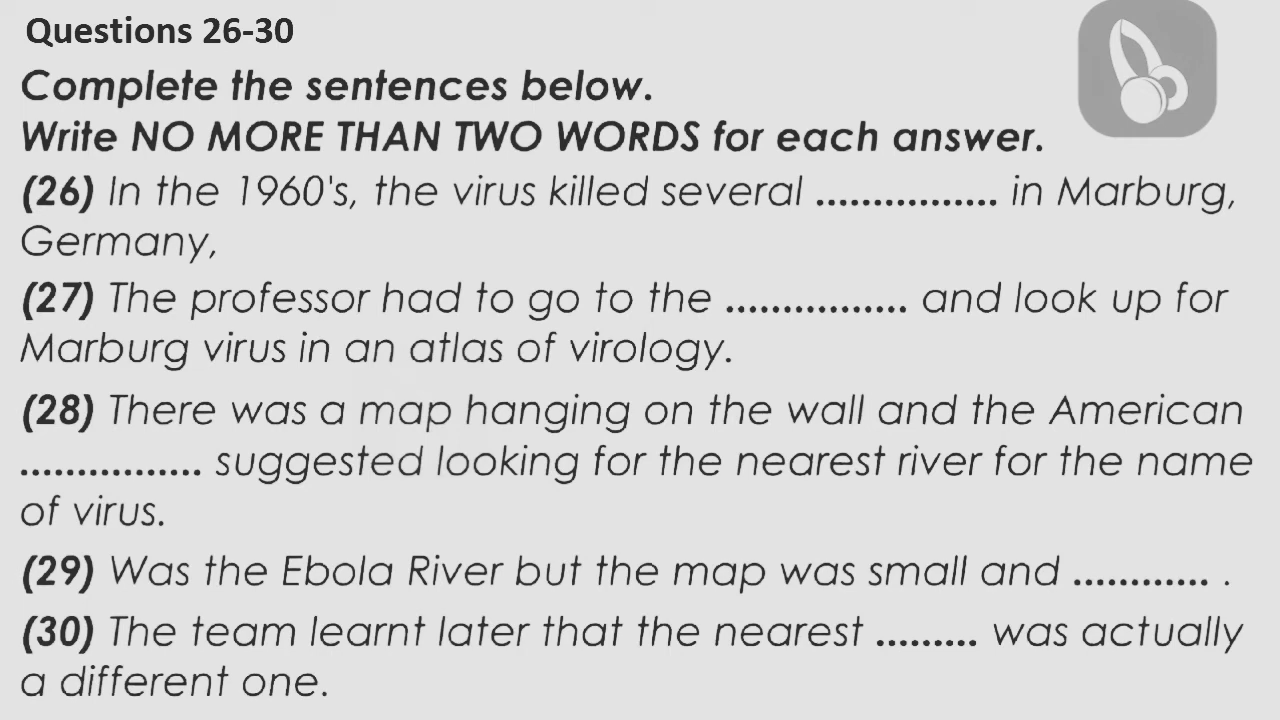 Questions 26-30
Complete the sentences below.
Write NO MORE THAN TWO WORDS for each answer.
(26) In the 1960's, the virus killed several ................ in Marburg,
Germany,
(27) The professor had to go to the ................ and look up for
Marburg virus in an atlas of virology.
(28) There was a map hanging on the wall and the American
................ suggested looking for the nearest river for the name
of virus.
(29) Was the Ebola River but the map was small and ............ .
(30) The team learnt later that the nearest ......... was actually
a different one.